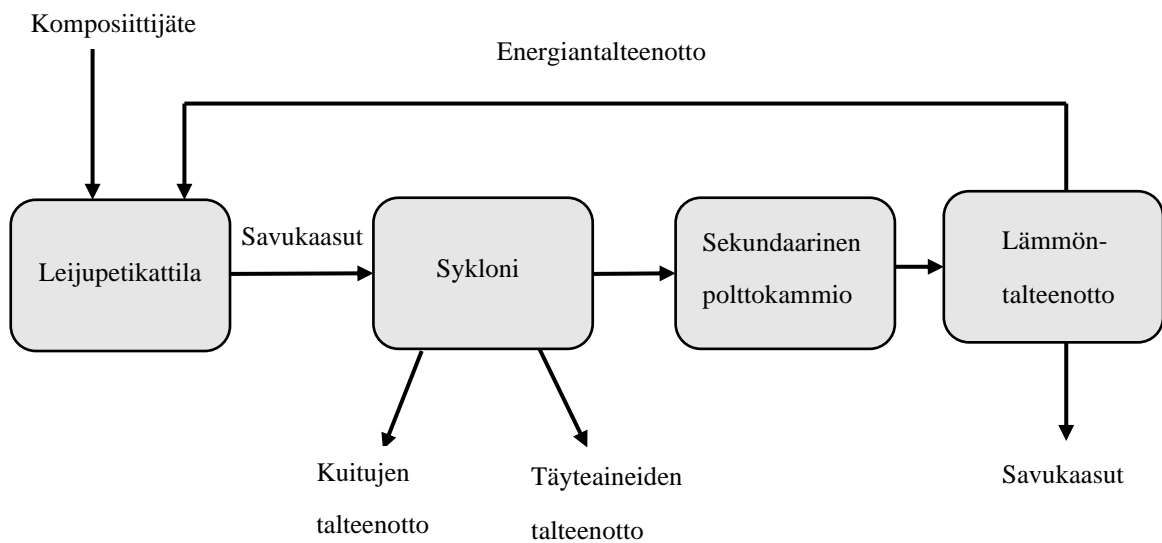 Komposiittijäte
Energiantalteenotto
Leijupetikattila
Savukaasut
Sykloni
Sekundaarinen
polttokammio
Lämmön-
talteenotto
Kuitujen
talteenotto
Täyteaineiden
talteenotto
Savukaasut